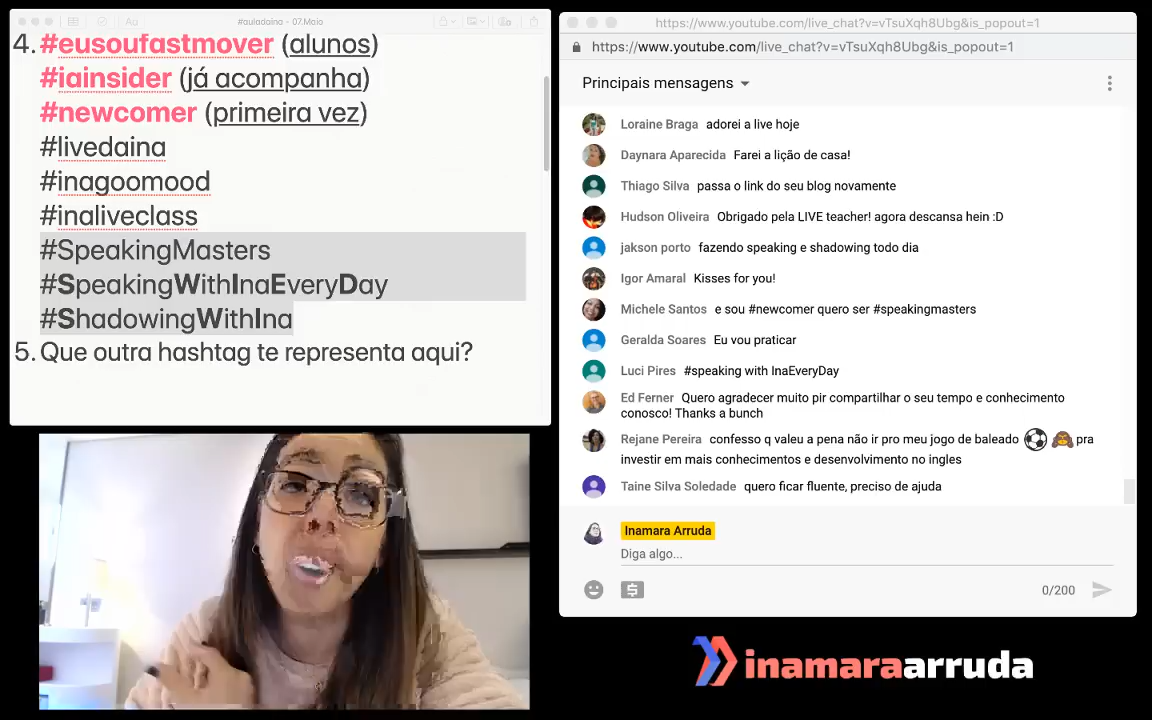 #auladaina - 07.Maio
4. #eusoufastmover (alunos)
#iainsider (já acompanha)
#newcomer (primeira vez)
#livedaina
#inagoomood
#inaliveclass
#SpeakingMasters
#SpeakingWithInaEveryDay
#ShadowingWithIna
5. Que outra hashtag te representa aqui?
https://www.youtube.com/live_chat?v=vTsuXqh8Ubg&is_popout=1
https://www.youtube.com/live_chat?v=vTsuXqh8Ubg&is_popout=1
Principais mensagens
Loraine Braga adorei a live hoje
Daynara Aparecida Farei a lição de casa!
Thiago Silva passa o link do seu blog novamente
Hudson Oliveira Obrigado pela LIVE teacher! agora descansa hein :D
jakson porto fazendo speaking e shadowing todo dia
Igor Amaral Kisses for you!
Michele Santos e sou #newcomer quero ser #speakingmasters
Geralda Soares Eu vou praticar
Luci Pires #speaking with InaEveryDay
Ed Ferner Quero agradecer muito pir compartilhar o seu tempo e conhecimento
conosco! Thanks a bunch
Rejane Pereira confesso q valeu a pena não ir pro meu jogo de baleado ⚽ 🙈 pra
investir em mais conhecimentos e desenvolvimento no ingles
Taine Silva Soledade quero ficar fluente, preciso de ajuda
Inamara Arruda
Diga algo...
0/200
inamaraarruda